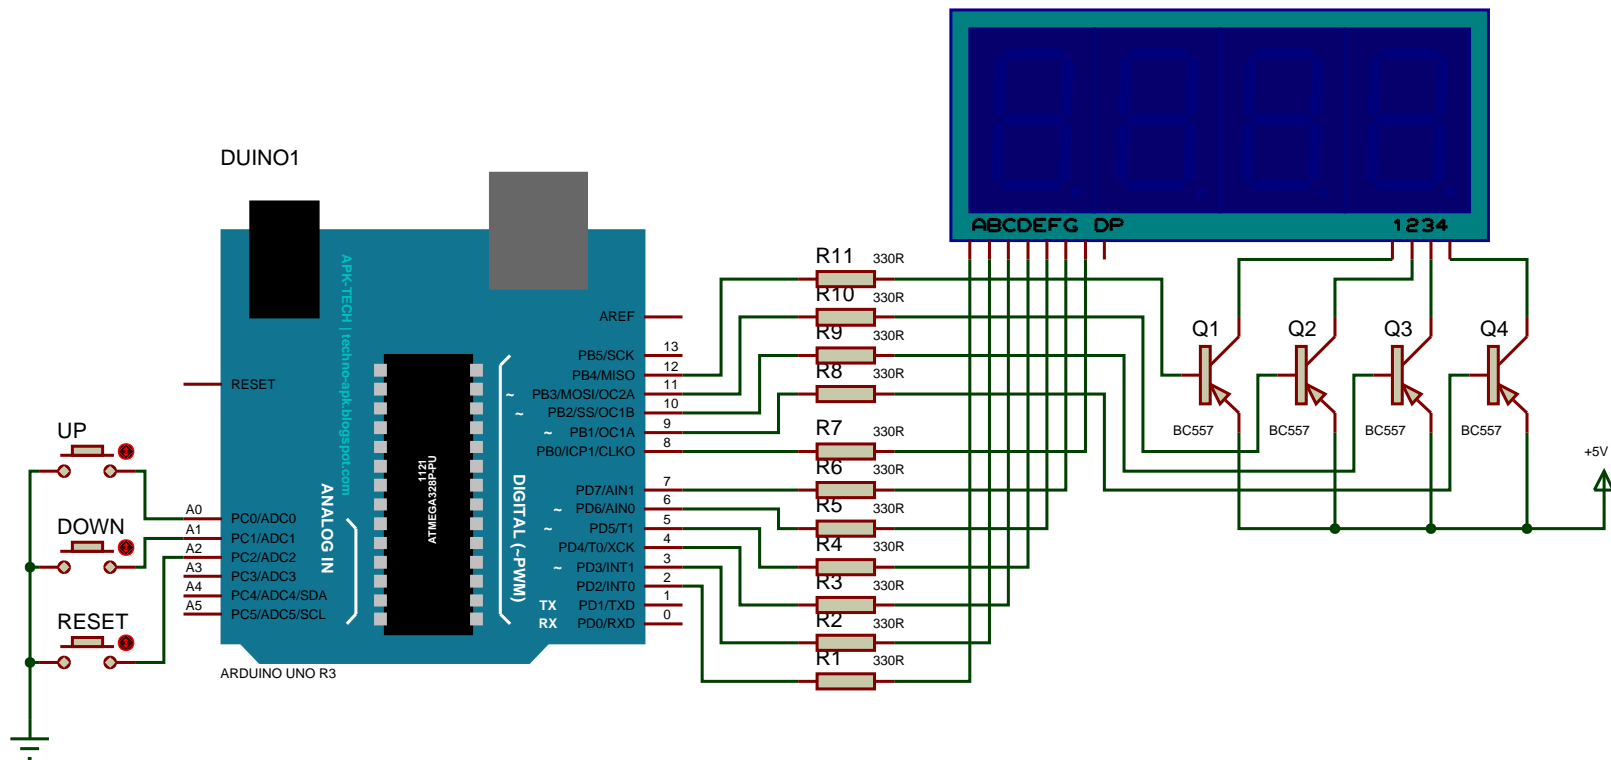 ABCDEFG DP
1234
DUINO1
APK-TECH | techno-apk.blogspot.com
RESET
AREF
PB5/SCK 13
PB4/MISO 12
~ PB3/MOSI/OC2A 11
~ PB2/SS/OC1B 10
~ PB1/OC1A 9
PB0/ICP1/CLKO 8
PD7/AIN1 7
~ PD6/AIN0 6
~ PD5/T1 5
PD4/T0/XCK 4
~ PD3/INT1 3
PD2/INT0 2
TX PD1/TXD 1
RX PD0/RXD 0
DIGITAL (~PWM)
ANALOG IN
1121
ATMEGA328P-PU
A0 PC0/ADC0
A1 PC1/ADC1
A2 PC2/ADC2
A3 PC3/ADC3
A4 PC4/ADC4/SDA
A5 PC5/ADC5/SCL
ARDUINO UNO R3
UP
DOWN
RESET
R11 330R
R10 330R
R9 330R
R8 330R
R7 330R
R6 330R
R5 330R
R4 330R
R3 330R
R2 330R
R1 330R
Q1
BC557
Q2
BC557
Q3
BC557
Q4
BC557
+5V